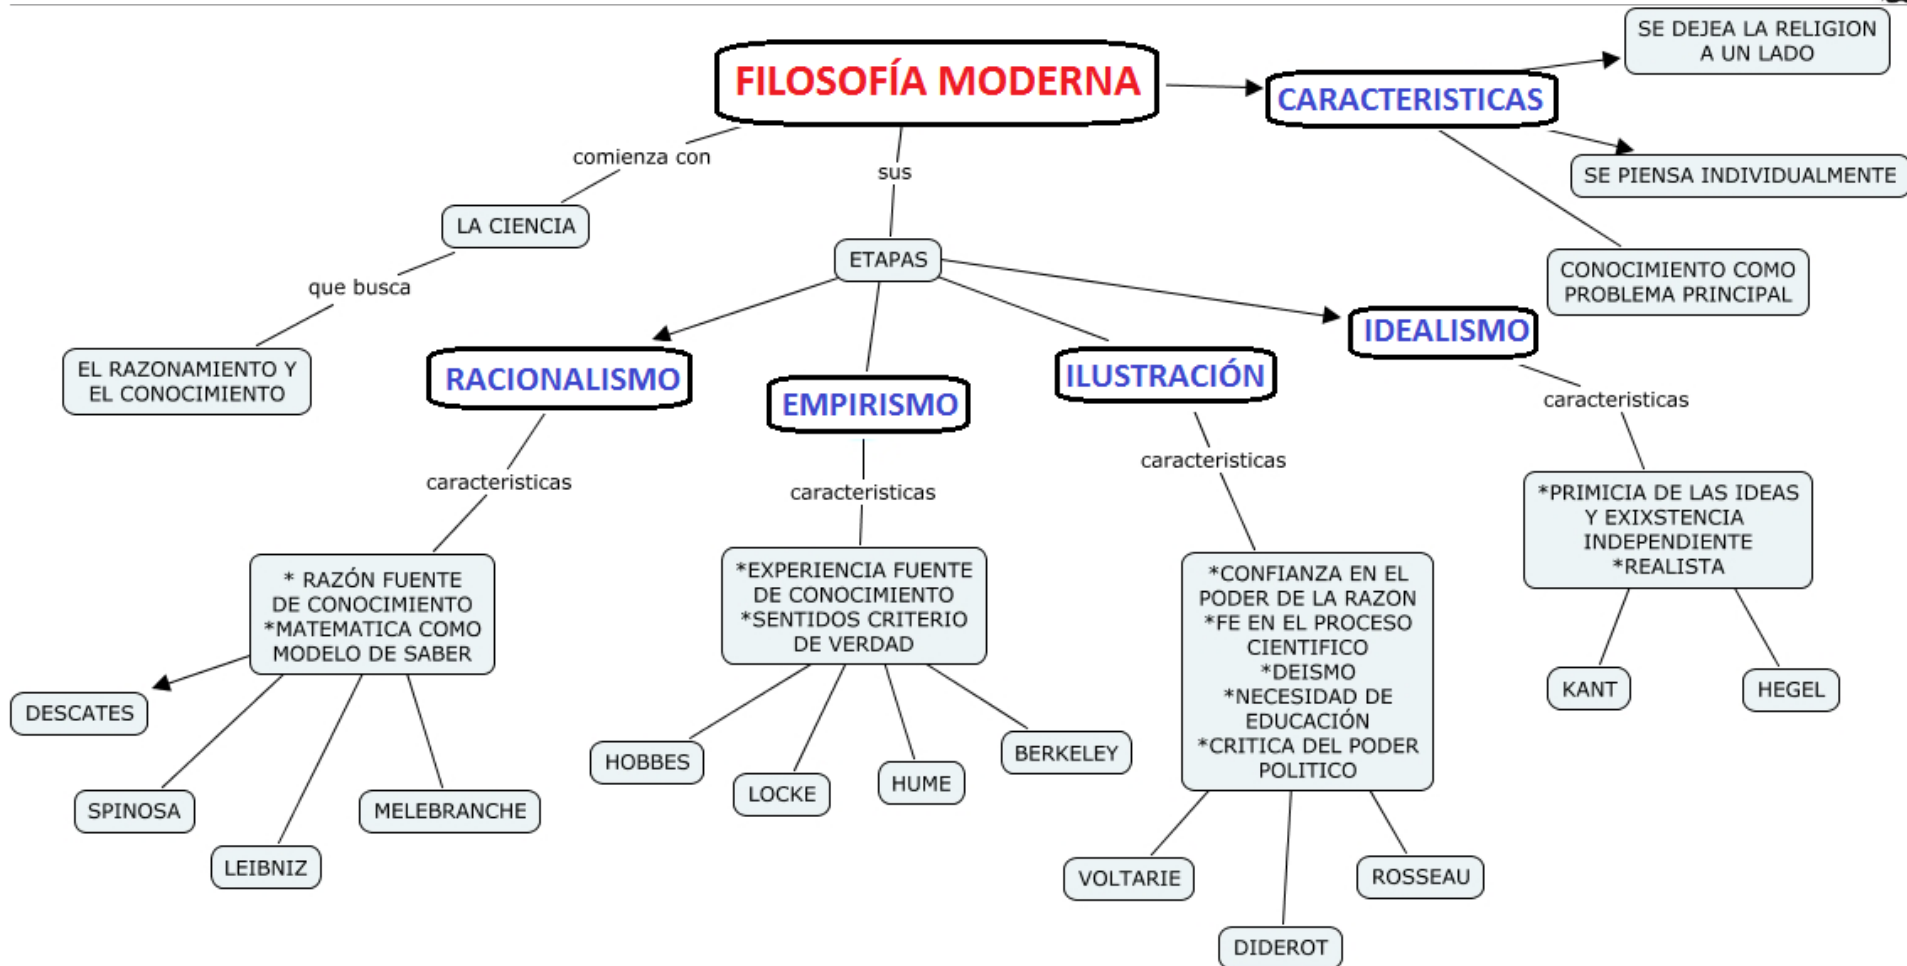 FILOSOFÍA MODERNA
CARACTERISTICAS
SE DEJEA LA RELIGION
A UN LADO
SE PIENSA INDIVIDUALMENTE
CONOCIMIENTO COMO
PROBLEMA PRINCIPAL
comienza con
LA CIENCIA
que busca
EL RAZONAMIENTO Y
EL CONOCIMIENTO
sus
ETAPAS
RACIONALISMO
caracteristicas
* RAZÓN FUENTE
DE CONOCIMIENTO
*MATEMATICA COMO
MODELO DE SABER
DESCATES
SPINOSA
LEIBNIZ
MELEBRANCHE
EMPIRISMO
caracteristicas
*EXPERIENCIA FUENTE
DE CONOCIMIENTO
*SENTIDOS CRITERIO
DE VERDAD
HOBBES
LOCKE
HUME
BERKELEY
ILUSTRACIÓN
caracteristicas
*CONFIANZA EN EL
PODER DE LA RAZON
*FE EN EL PROCESO
CIENTIFICO
*DEISMO
*NECESIDAD DE
EDUCACIÓN
*CRITICA DEL PODER
POLITICO
VOLTARIE
DIDEROT
ROSSEAU
IDEALISMO
caracteristicas
*PRIMICIA DE LAS IDEAS
Y EXIXSTENCIA
INDEPENDIENTE
*REALISTA
KANT
HEGEL